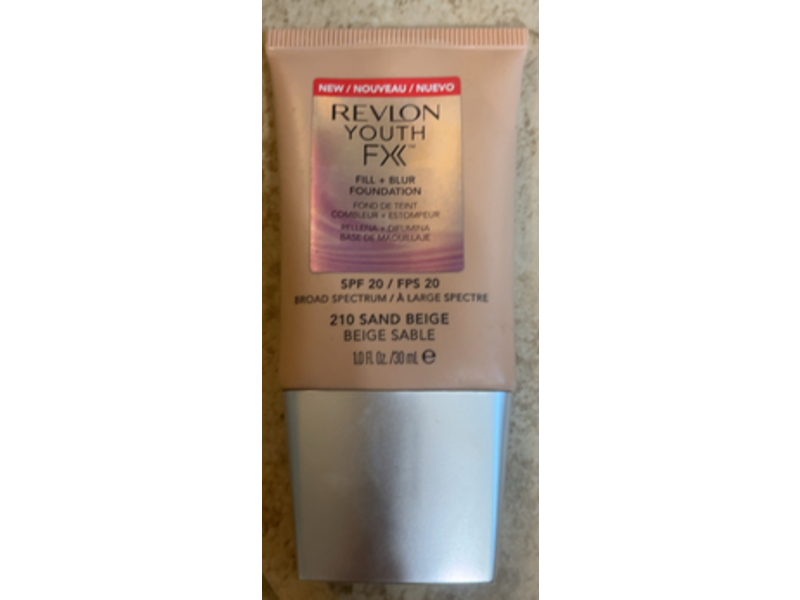 NEW / NOUVEAU / NUEVO
REVLON
YOUTH
FX™
FILL + BLUR
FOUNDATION
FOND DE TEINT
COMBLEUR + ESTOMPEUR
RELLENA + DIFUMINA
BASE DE MAQUILLAJE
SPF 20 / FPS 20
BROAD SPECTRUM / À LARGE SPECTRE
210 SAND BEIGE
BEIGE SABLE
1.0 Fl. Oz. / 30 mL ℮